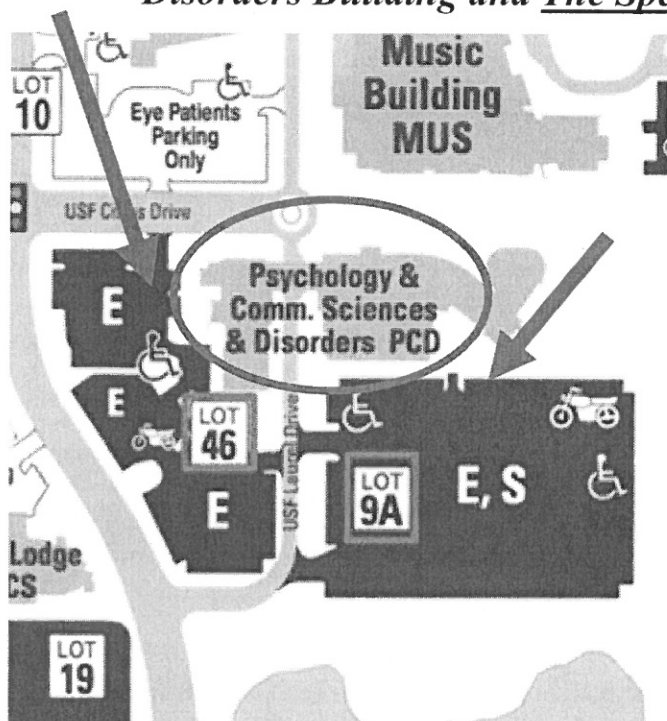 Disorders Building and The Spe
LOT
10
Eye Patients
Parking
Only
Music
Building
MUS
USF Drive
Psychology &
Comm. Sciences
& Disorders PCD
E
E
LOT
46
E
USF Laurel Drive
LOT
9A
E, S
Lodge
CS
LOT
19